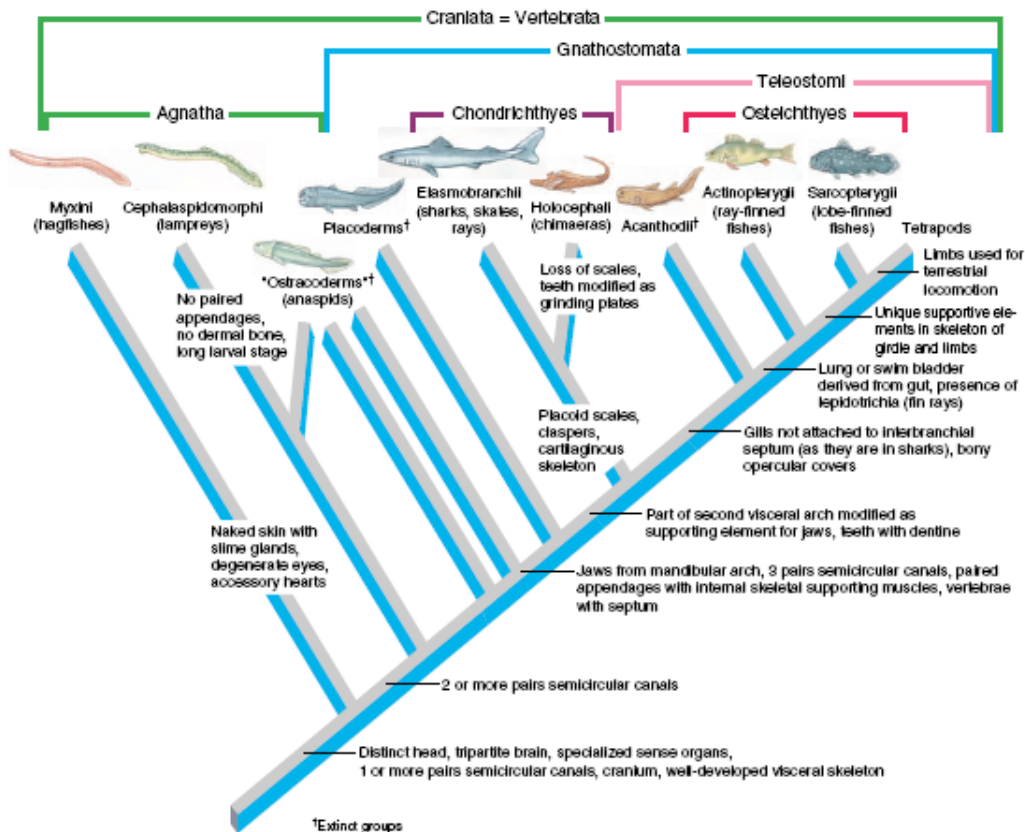 Craniata = Vertebrata
Gnathostomata
Teleostomi
Agnatha
Chondrichthyes
Osteichthyes
Myxini
(hagfishes)
Cephalaspidomorphi
(lampreys)
Placoderms†
Elasmobranchii
(sharks, skates,
rays)
Holocephali
(chimaeras)
Acanthodii†
Actinopterygii
(ray-finned
fishes)
Sarcopterygii
(lobe-finned
fishes)
Tetrapods
"Ostracoderms"†
(anaspids)
No paired
appendages,
no dermal bone,
long larval stage
Loss of scales,
teeth modified as
grinding plates
Limbs used for
terrestrial
locomotion
Unique supportive ele-
ments in skeleton of
girdle and limbs
Lung or swim bladder
derived from gut, presence of
lepidotrichia (fin rays)
Placoid scales,
claspers,
cartilaginous
skeleton
Gills not attached to interbranchial
septum (as they are in sharks), bony
opercular covers
Part of second visceral arch modified as
supporting element for jaws, teeth with dentine
Naked skin with
slime glands,
degenerate eyes,
accessory hearts
Jaws from mandibular arch, 3 pairs semicircular canals, paired
appendages with internal skeletal supporting muscles, vertebrae
with septum
2 or more pairs semicircular canals
Distinct head, tripartite brain, specialized sense organs,
1 or more pairs semicircular canals, cranium, well-developed visceral skeleton
†Extinct groups